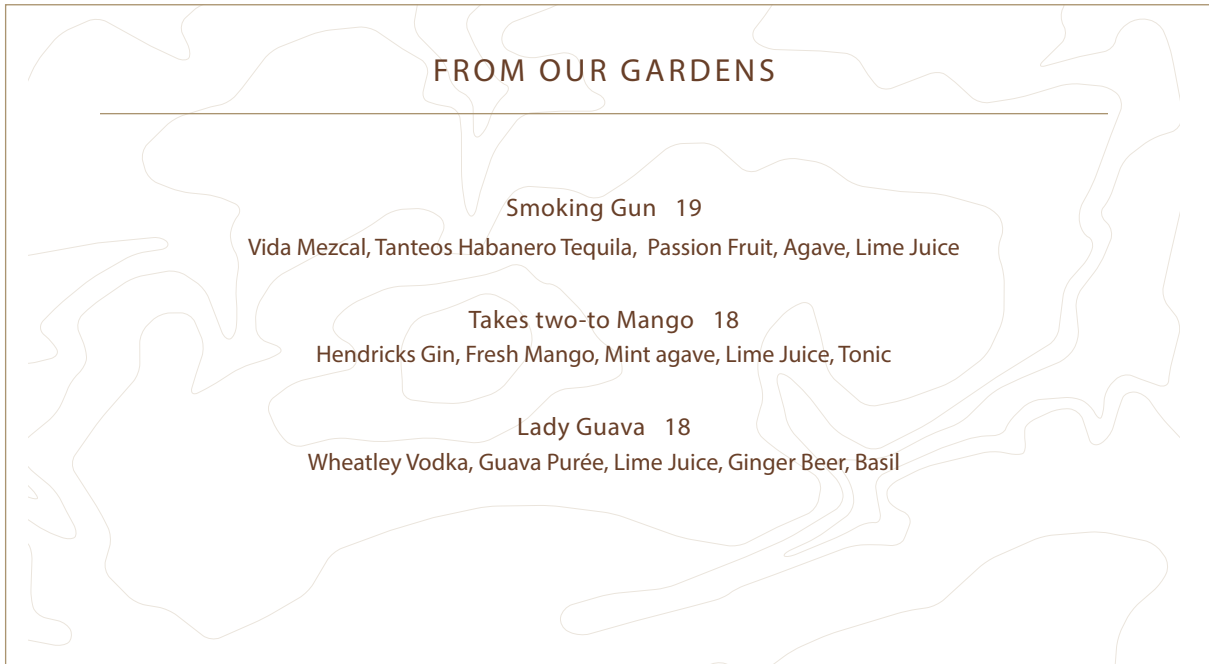 FROM OUR GARDENS
Smoking Gun 19
Vida Mezcal, Tanteos Habanero Tequila, Passion Fruit, Agave, Lime Juice
Takes two-to Mango 18
Hendricks Gin, Fresh Mango, Mint agave, Lime Juice, Tonic
Lady Guava 18
Wheatley Vodka, Guava Purée, Lime Juice, Ginger Beer, Basil